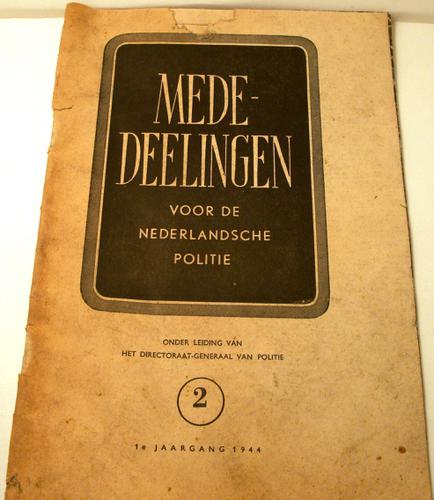 MEDE-
DEELINGEN
VOOR DE
NEDERLANDSCHE
POLITIE
ONDER LEIDING VAN
HET DIRECTORAAT-GENERAAL VAN POLITIE
2
1e JAARGANG 1944